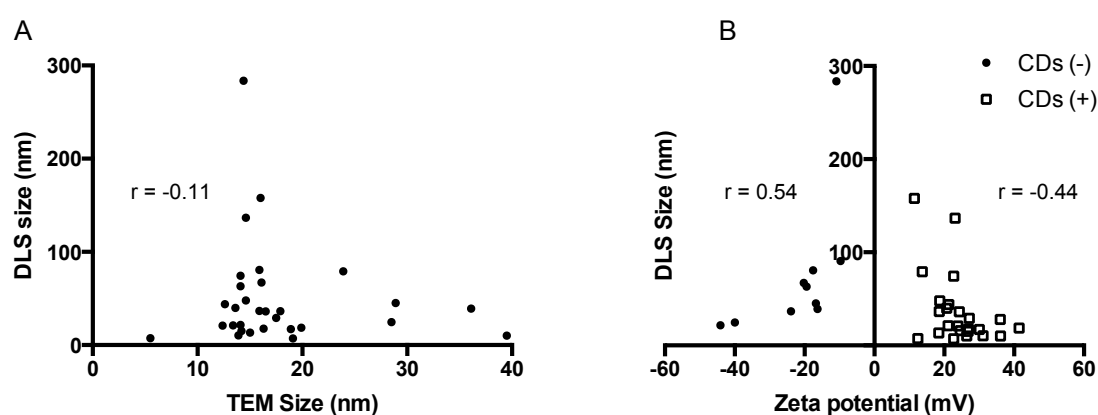 A
DLS size (nm)
300
200
100
0
r = -0.11
0 10 20 30 40
TEM Size (nm)
B
DLS Size (nm)
300
200
100
r = 0.54
r = -0.44
CDs (-)
CDs (+)
-60 -40 -20 0 20 40 60
Zeta potential (mV)